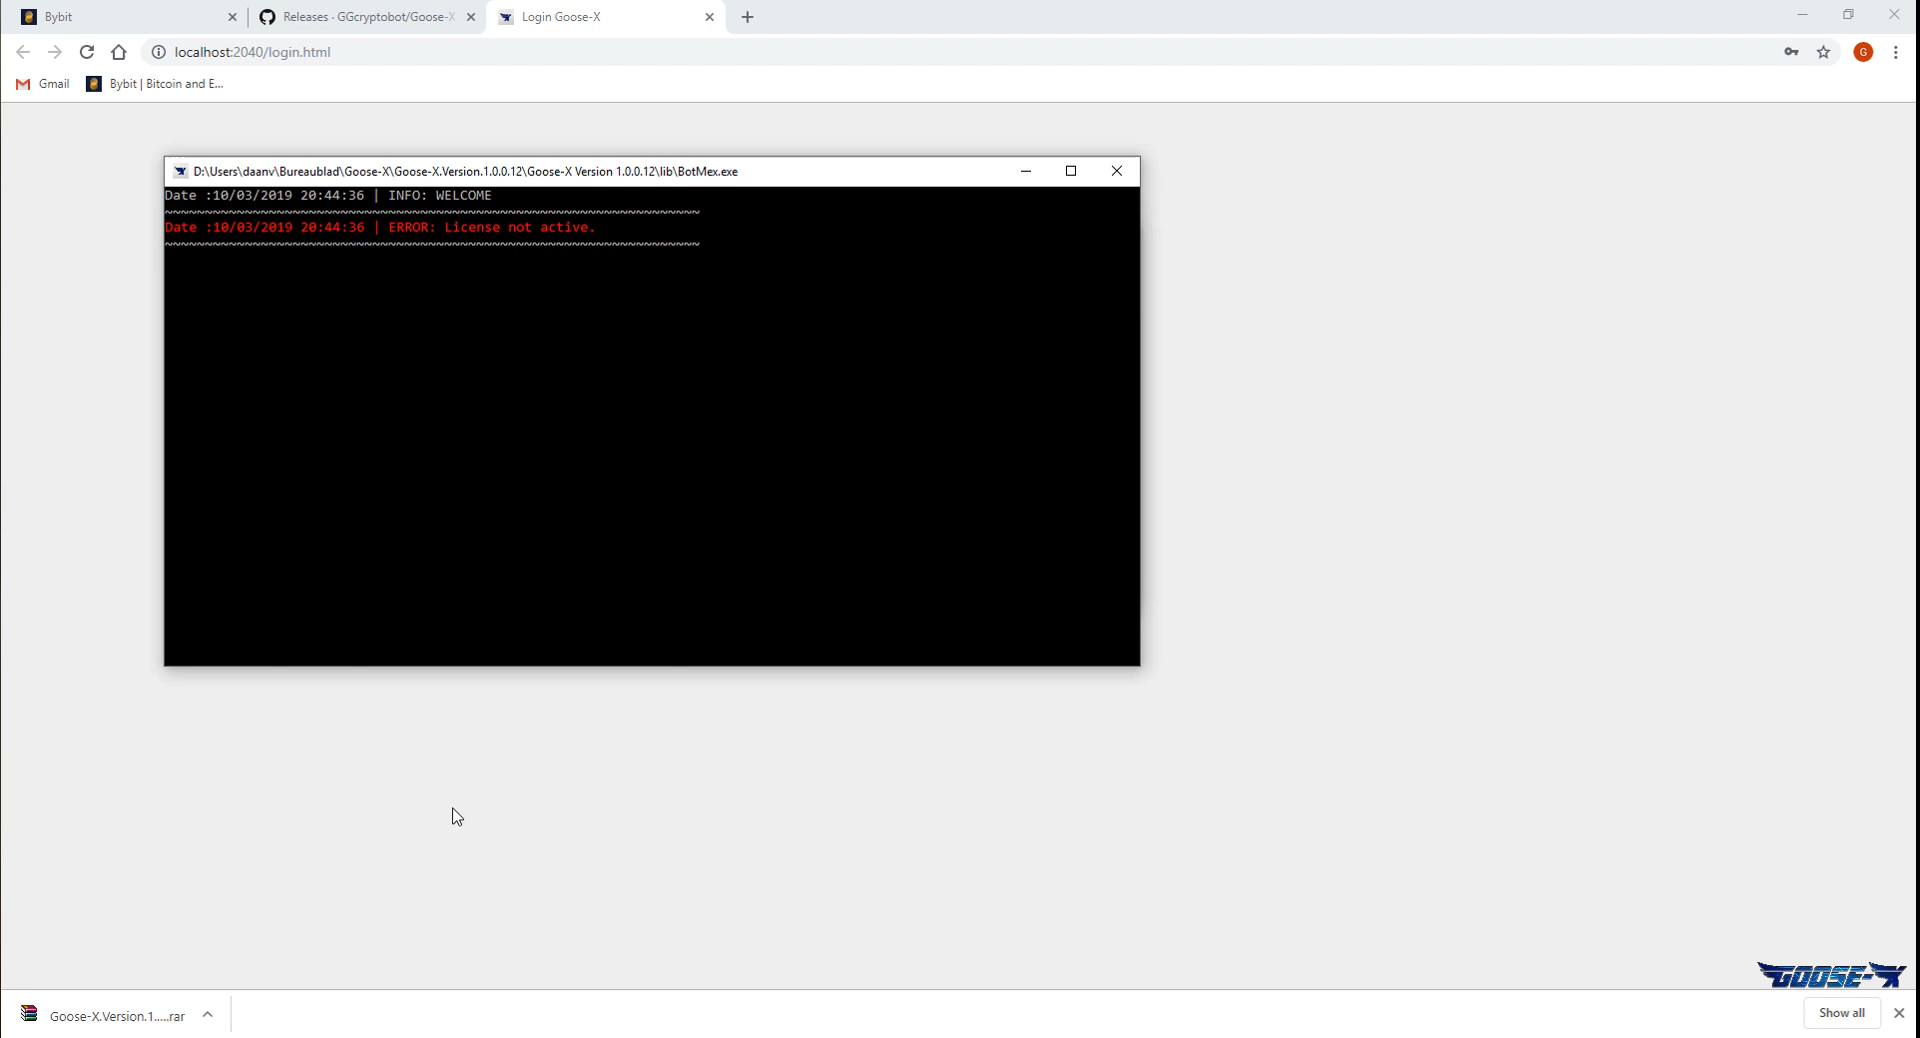 Bybit
Releases · GGcryptobot/Goose-X
Login Goose-X
localhost:2040/login.html
G
Gmail
Bybit | Bitcoin and E...
D:\Users\daanv\Bureaublad\Goose-X\Goose-X.Version.1.0.0.12\Goose-X Version 1.0.0.12\lib\BotMex.exe
Date :10/03/2019 20:44:36 | INFO: WELCOME
~~~~~~~~~~~~~~~~~~~~~~~~~~~~~~~~~~~~~~~~~~~~~~~~~~~~~~~~~~~~~~~~~~~
Date :10/03/2019 20:44:36 | ERROR: License not active.
~~~~~~~~~~~~~~~~~~~~~~~~~~~~~~~~~~~~~~~~~~~~~~~~~~~~~~~~~~~~~~~~~~~
GOOSE-X
Goose-X.Version.1.....rar
Show all